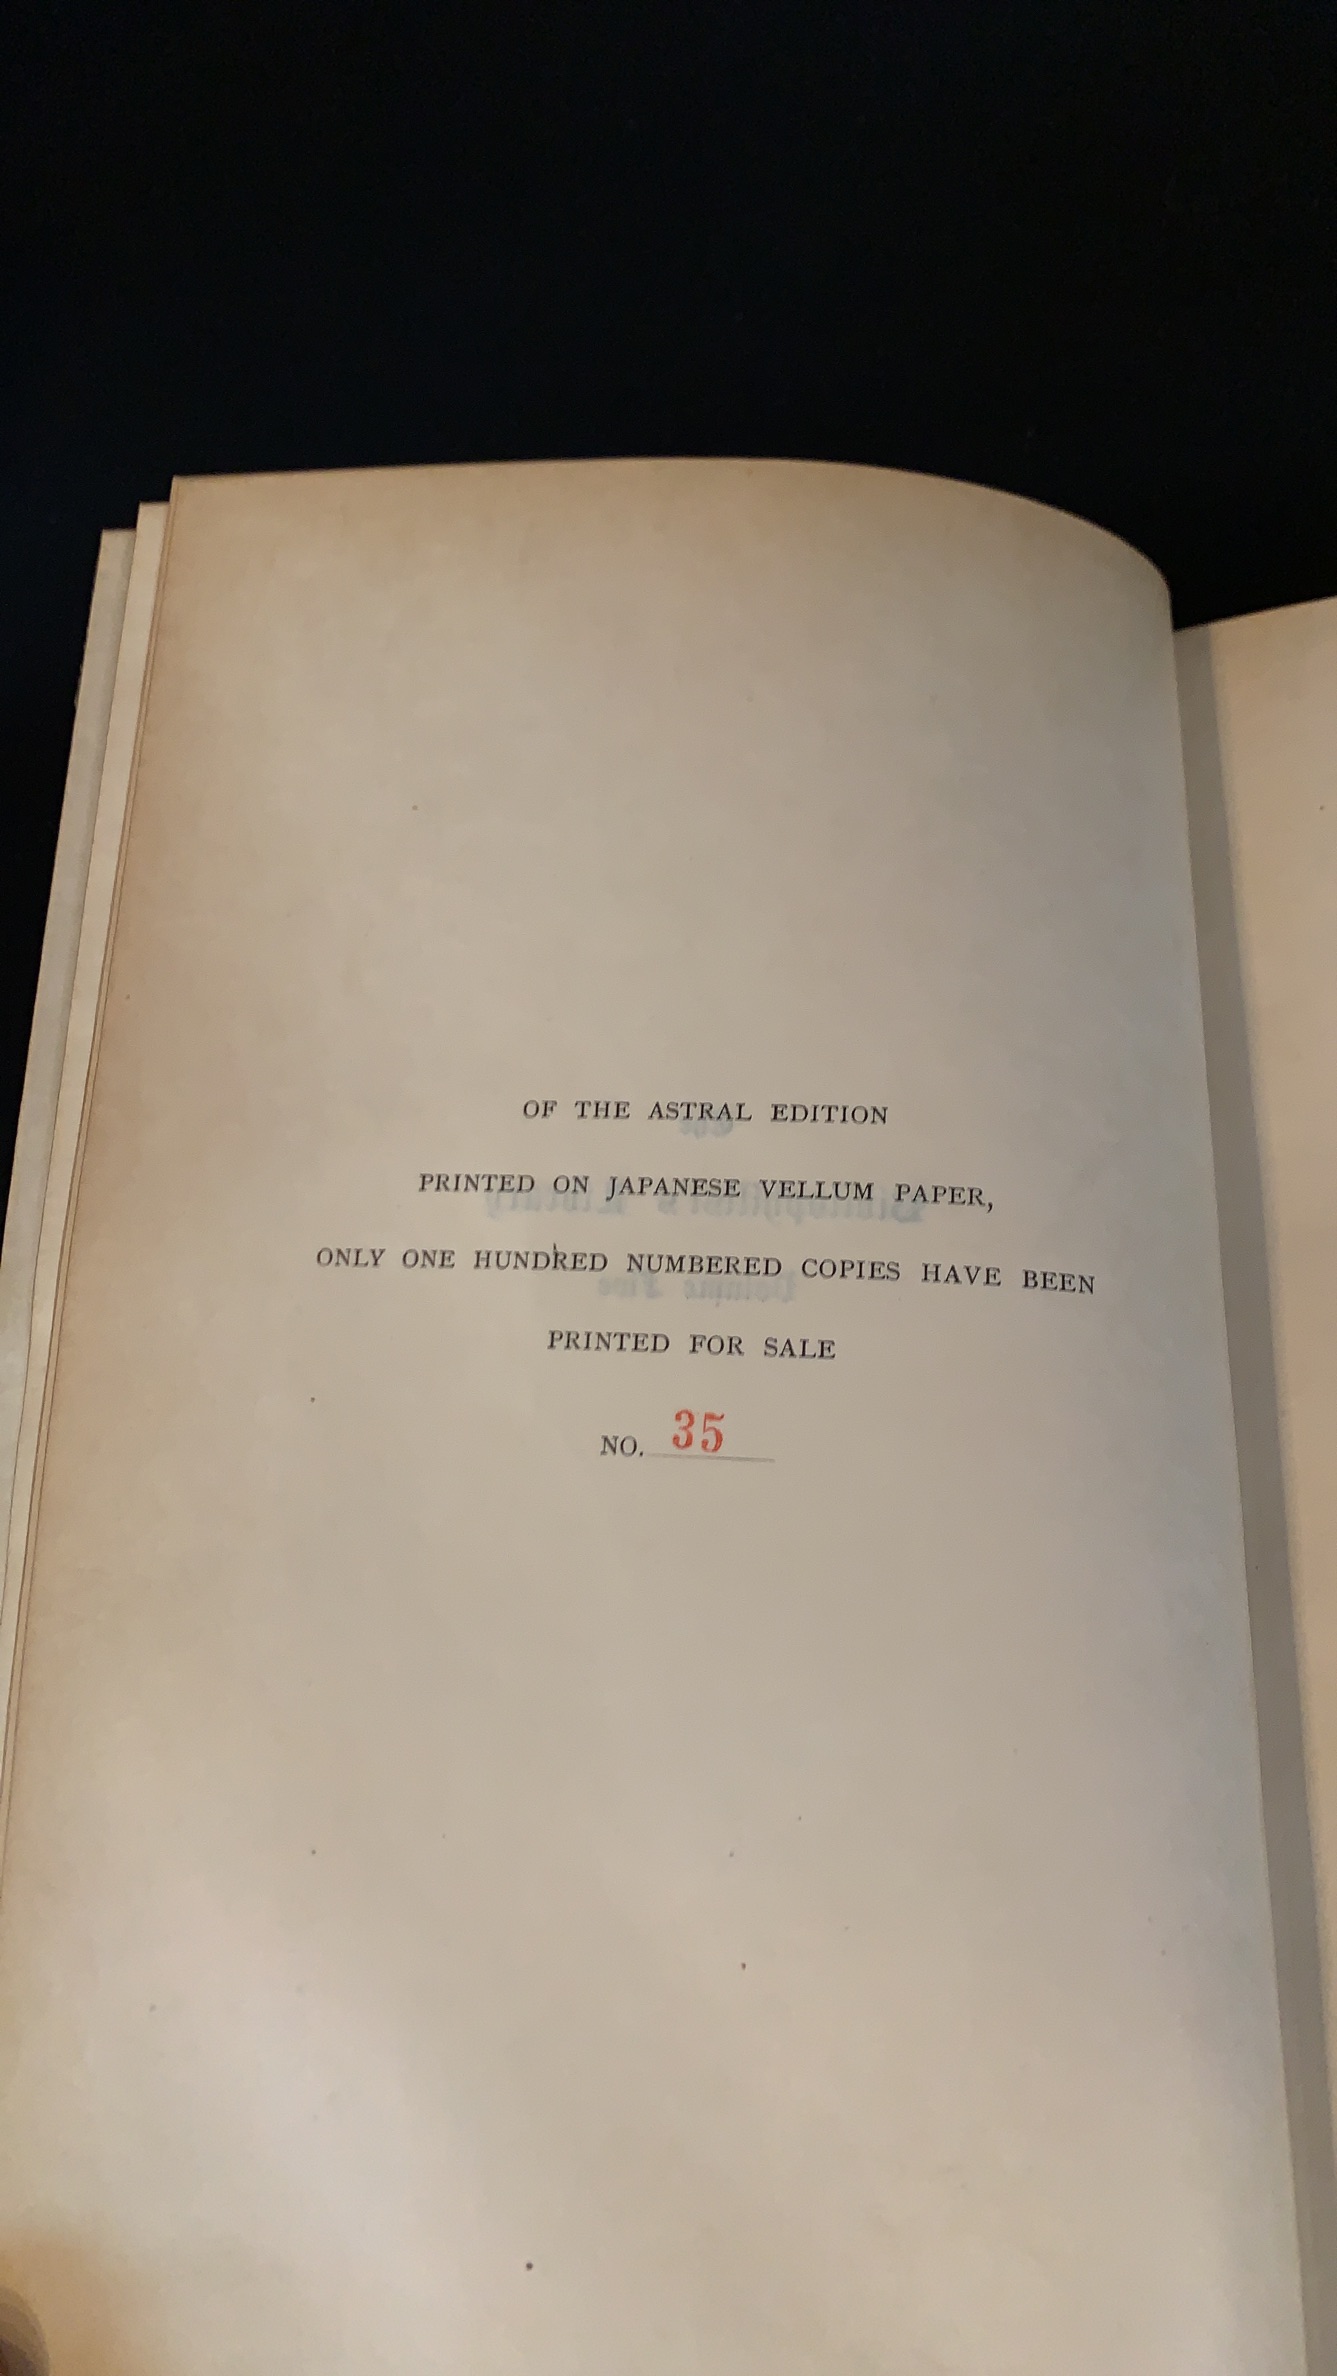 OF THE ASTRAL EDITION
PRINTED ON JAPANESE VELLUM PAPER,
ONLY ONE HUNDRED NUMBERED COPIES HAVE BEEN
PRINTED FOR SALE
NO. 35